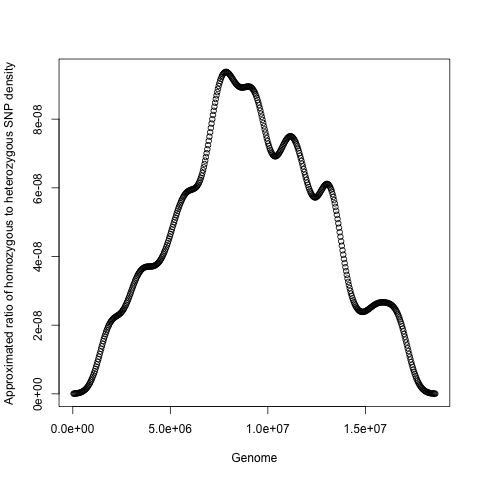 Approximated ratio of homozygous to heterozygous SNP density
8e-08
6e-08
4e-08
2e-08
0e+00
0.0e+00 5.0e+06 1.0e+07 1.5e+07
Genome